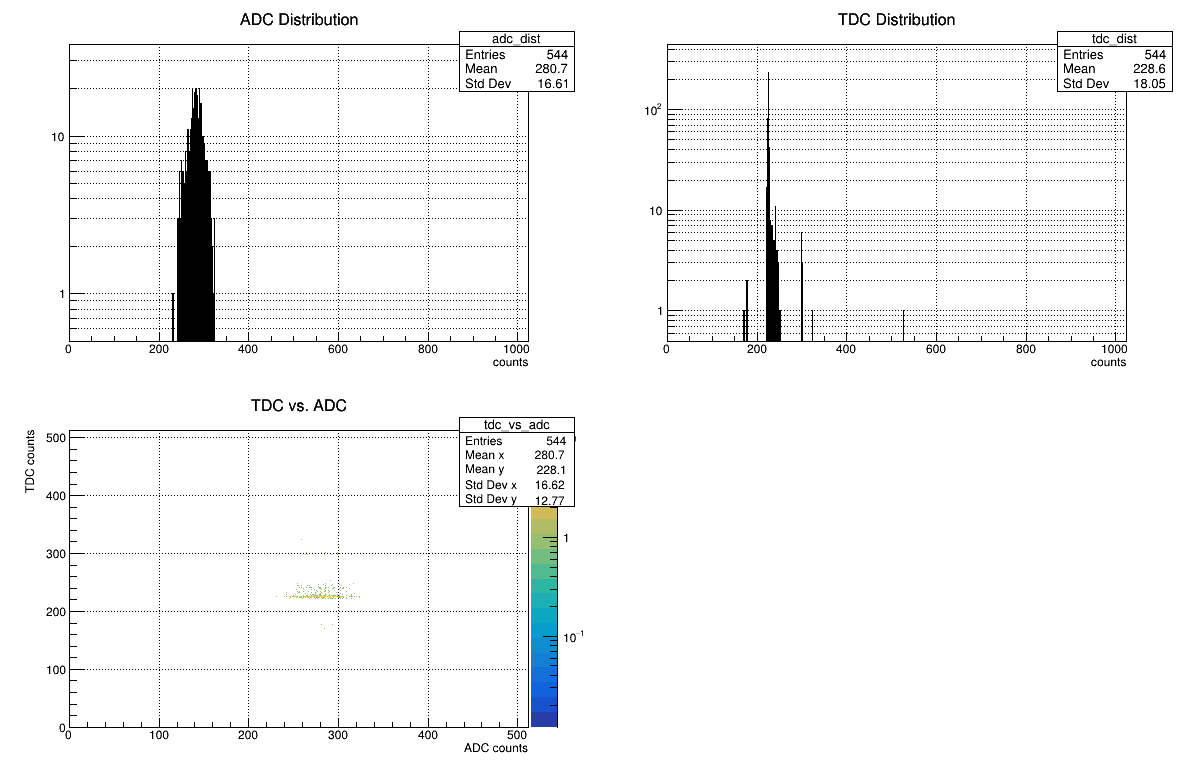 ADC Distribution
adc_dist
Entries 544
Mean 280.7
Std Dev 16.61
10
1
0 200 400 600 800 1000
counts
TDC Distribution
tdc_dist
Entries 544
Mean 228.6
Std Dev 18.05
10²
10
1
0 200 400 600 800 1000
counts
TDC vs. ADC
tdc_vs_adc
Entries 544
Mean x 280.7
Mean y 228.1
Std Dev x 16.62
Std Dev y 12.77
TDC counts
500
400
300
200
100
0
0 100 200 300 400 500
ADC counts
1
10⁻¹